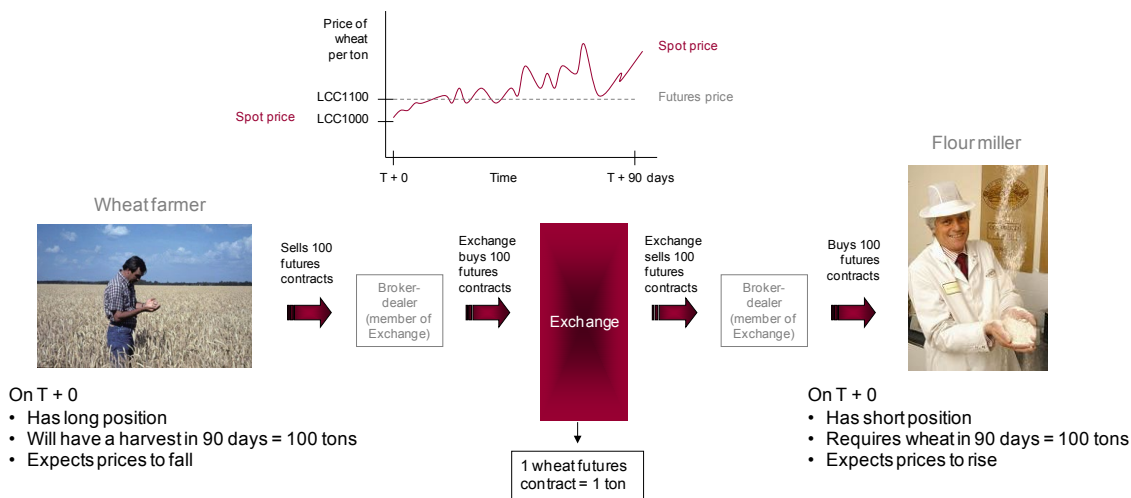 Price of
wheat
per ton
Spot price
LCC1100
Futures price
Spot price
LCC1000
T + 0
Time
T + 90 days
Flour miller
Wheat farmer
Sells 100
futures
contracts
Exchange
buys 100
futures
contracts
Exchange
sells 100
futures
contracts
Buys 100
futures
contracts
Broker-
dealer
(member of
Exchange)
Exchange
Broker-
dealer
(member of
Exchange)
On T + 0
• Has long position
• Will have a harvest in 90 days = 100 tons
• Expects prices to fall
On T + 0
• Has short position
• Requires wheat in 90 days = 100 tons
• Expects prices to rise
1 wheat futures
contract = 1 ton